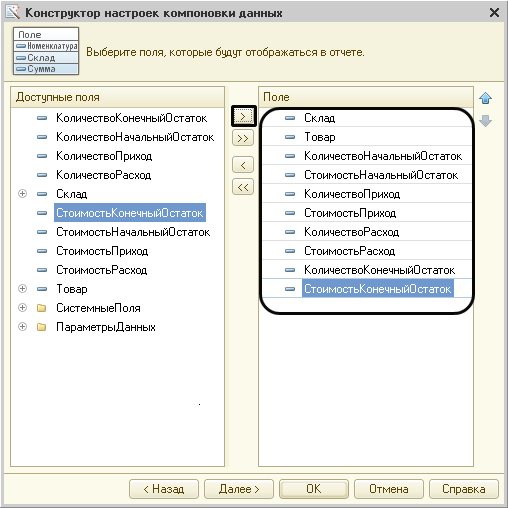 Конструктор настроек компоновки данных
Поле
Номенклатура
Склад
Сумма
Выберите поля, которые будут отображаться в отчете.
Доступные поля
КоличествоКонечныйОстаток
КоличествоНачальныйОстаток
КоличествоПриход
КоличествоРасход
Склад
СтоимостьКонечныйОстаток
СтоимостьНачальныйОстаток
СтоимостьПриход
СтоимостьРасход
Товар
СистемныеПоля
ПараметрыДанных
>
>>
<
<<
Поле
Склад
Товар
КоличествоНачальныйОстаток
СтоимостьНачальныйОстаток
КоличествоПриход
СтоимостьПриход
КоличествоРасход
СтоимостьРасход
КоличествоКонечныйОстаток
СтоимостьКонечныйОстаток
< Назад Далее > OK Отмена Справка